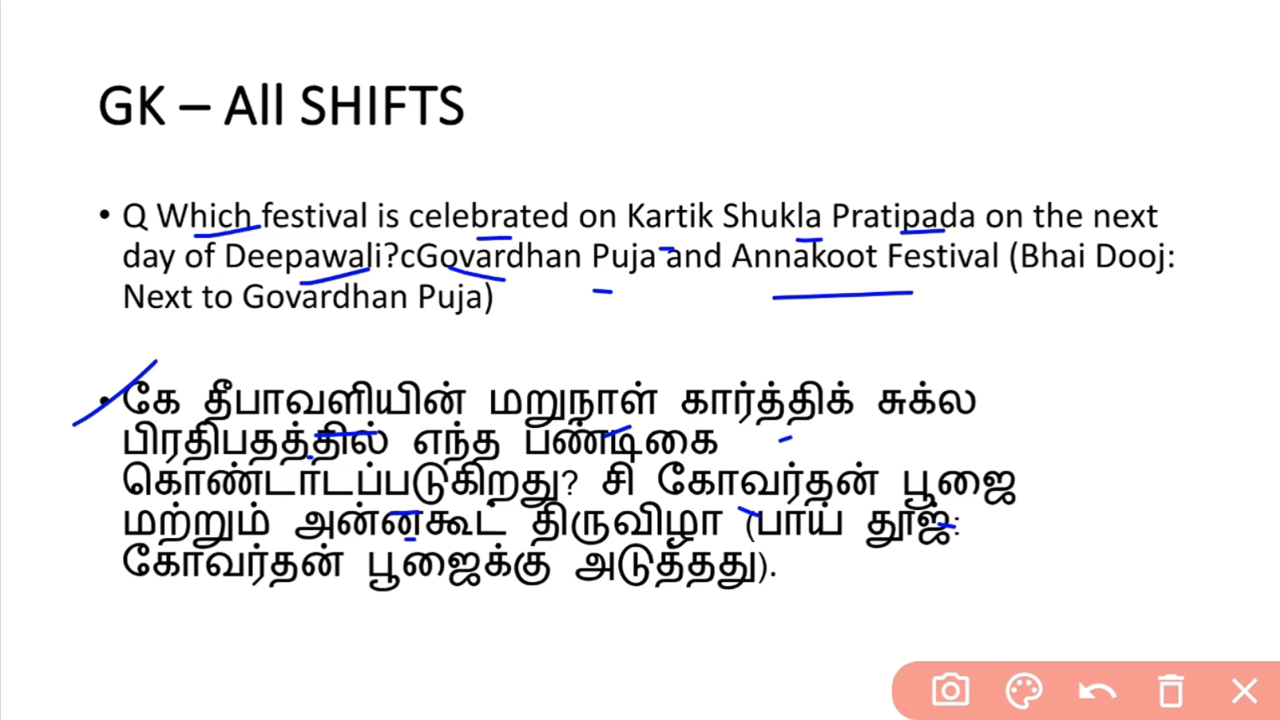 GK – All SHIFTS
• Q Which festival is celebrated on Kartik Shukla Pratipada on the next
day of Deepawali?cGovardhan Puja and Annakoot Festival (Bhai Dooj:
Next to Govardhan Puja)
• கே தீபாவளியின் மறுநாள் கார்த்திக் சுக்ல
பிரதிபதத்தில் எந்த பண்டிகை
கொண்டாடப்படுகிறது? சி கோவர்தன் பூஜை
மற்றும் அன்னகூட் திருவிழா (பாய் தூஜ்:
கோவர்தன் பூஜைக்கு அடுத்தது).